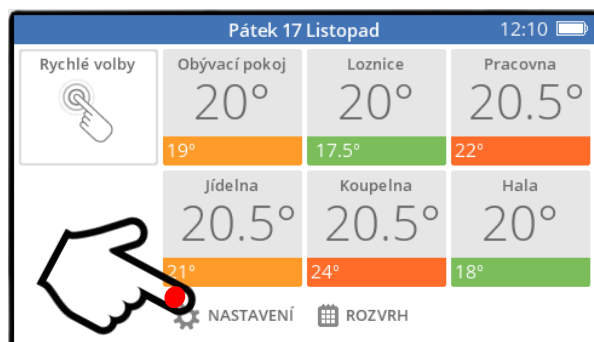 Pátek 17 Listopad 12:10
Rychlé volby
Obývací pokoj
20°
19°
Loznice
20°
17.5°
Pracovna
20.5°
22°
Jídelna
20.5°
21°
Koupelna
20.5°
24°
Hala
20°
18°
NASTAVENÍ
ROZVRH